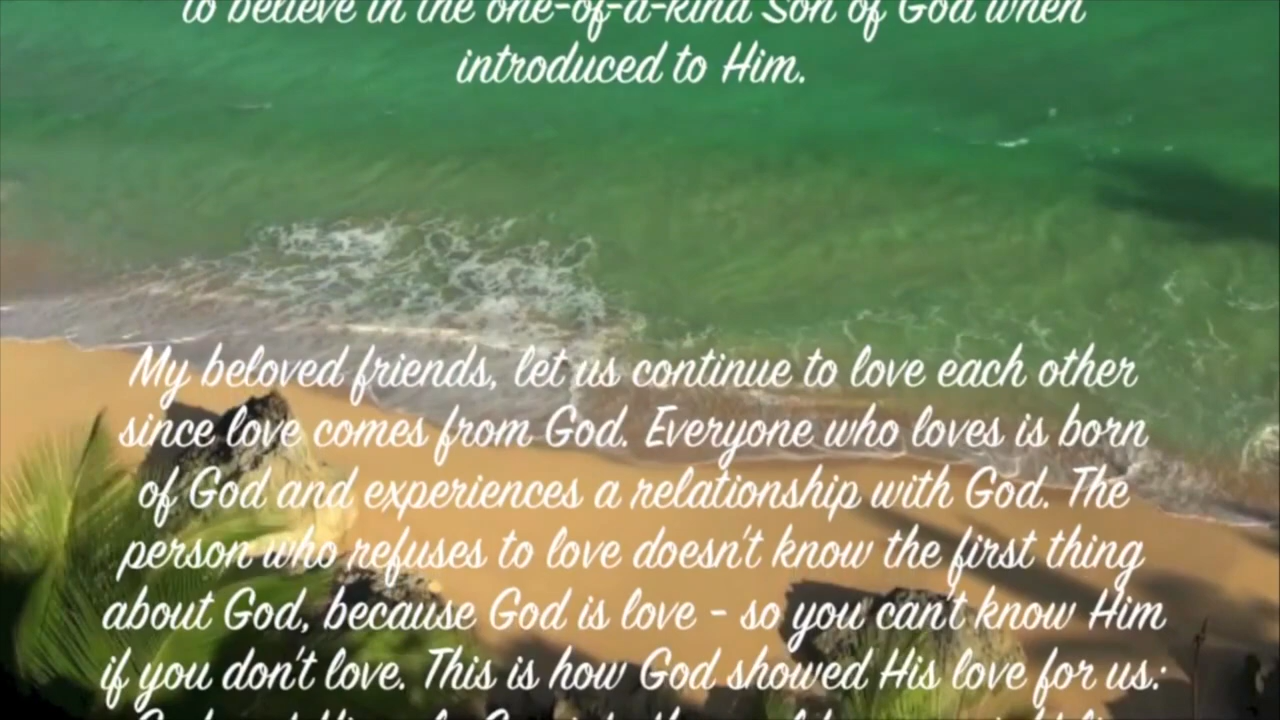 to believe in the one-of-a-kind Son of God when
introduced to Him.
My beloved friends, let us continue to love each other
since love comes from God. Everyone who loves is born
of God and experiences a relationship with God. The
person who refuses to love doesn't know the first thing
about God, because God is love - so you can't know Him
if you don't love. This is how God showed His love for us: